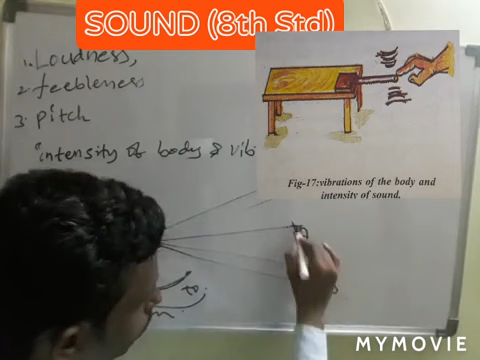 SOUND (8th Std)
1. Loudness,
2. feebleness
3. pitch
"intensity of body & vib
Fig-17:vibrations of the body and
intensity of sound.
MYMOVIE